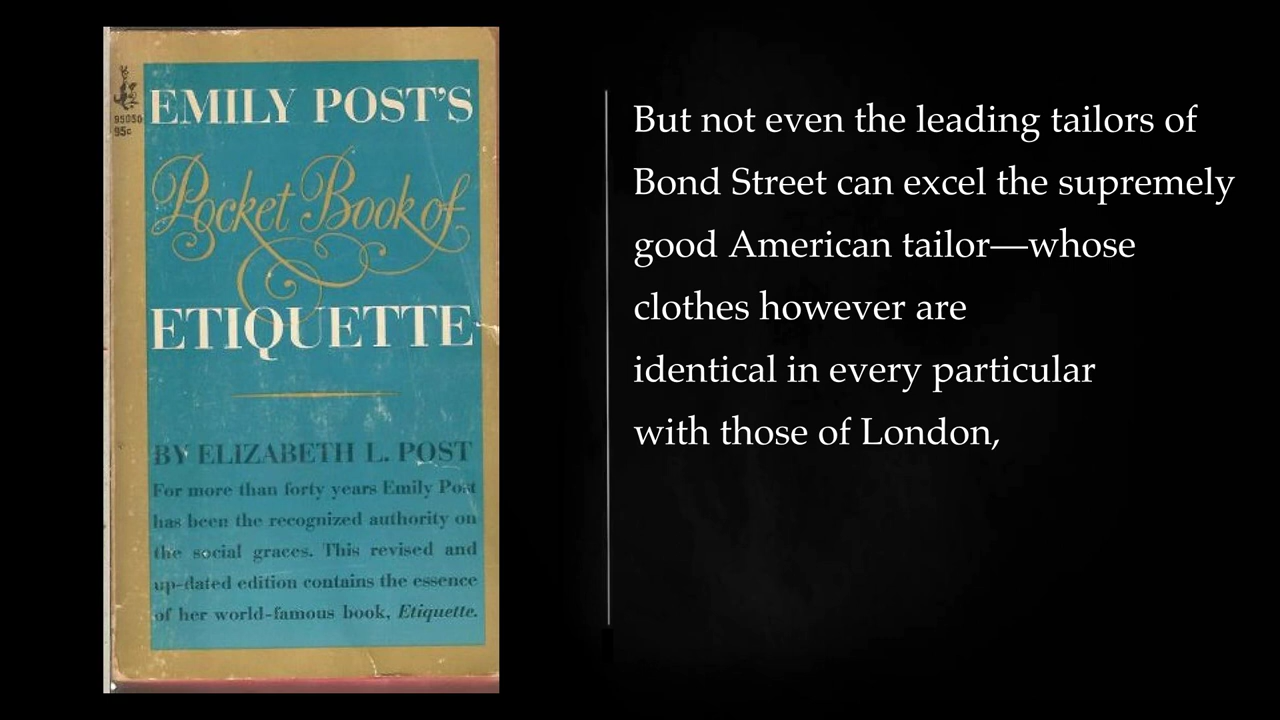 95050
95c
EMILY POST'S
Pocket Book of
ETIQUETTE
BY ELIZABETH L. POST
For more than forty years Emily Post
has been the recognized authority on
the social graces. This revised and
up-dated edition contains the essence
of her world-famous book, Etiquette.
But not even the leading tailors of
Bond Street can excel the supremely
good American tailor—whose
clothes however are
identical in every particular
with those of London,